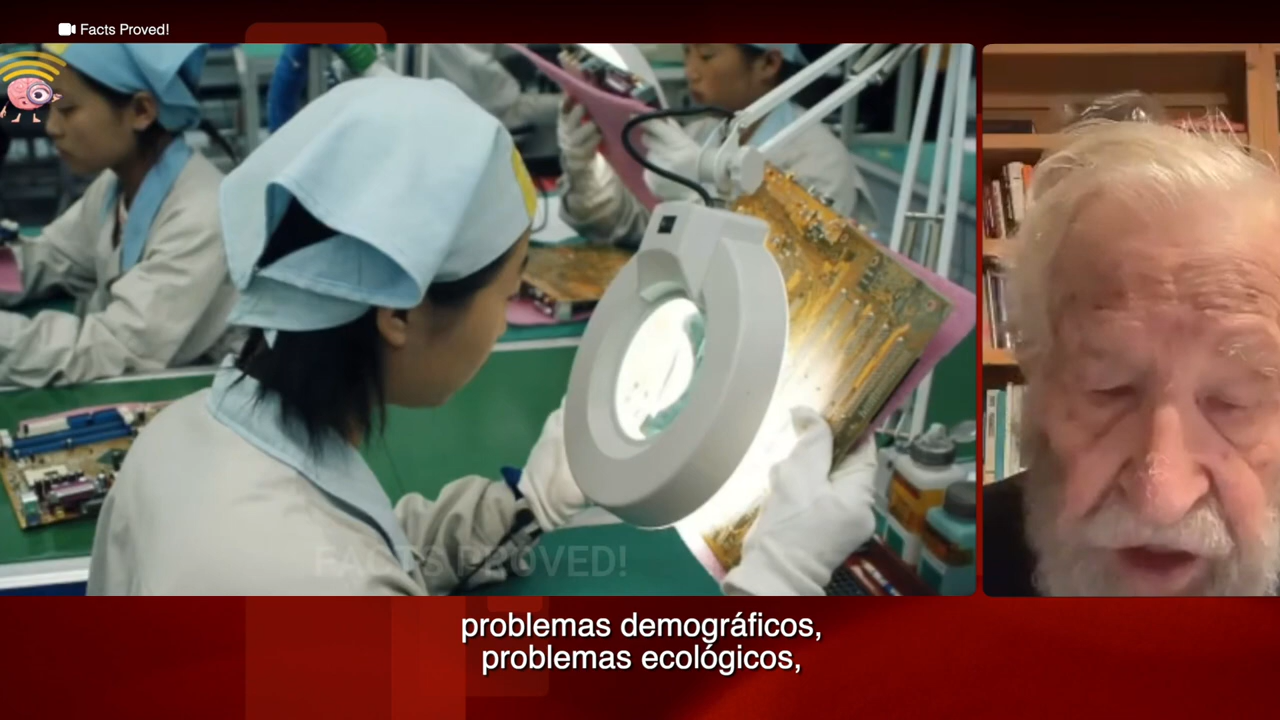 Facts Proved!
FACTS PROVED!
problemas demográficos,
problemas ecológicos,